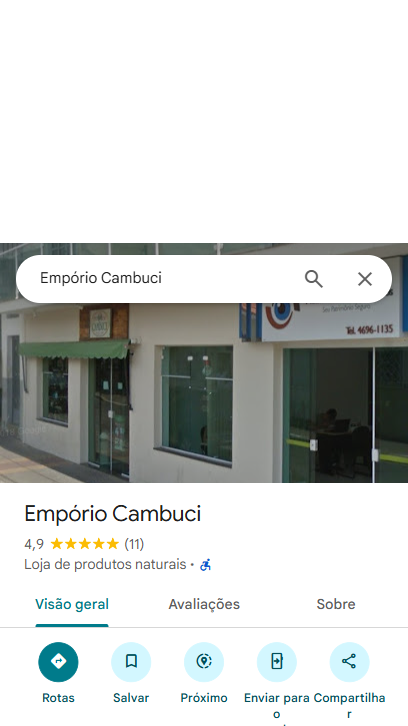 Empório Cambuci
Tel. 4696-1135
Empório Cambuci
4,9 (11)
Loja de produtos naturais •
Visão geral Avaliações Sobre
Rotas Salvar Próximo Enviar para o Compartilhar